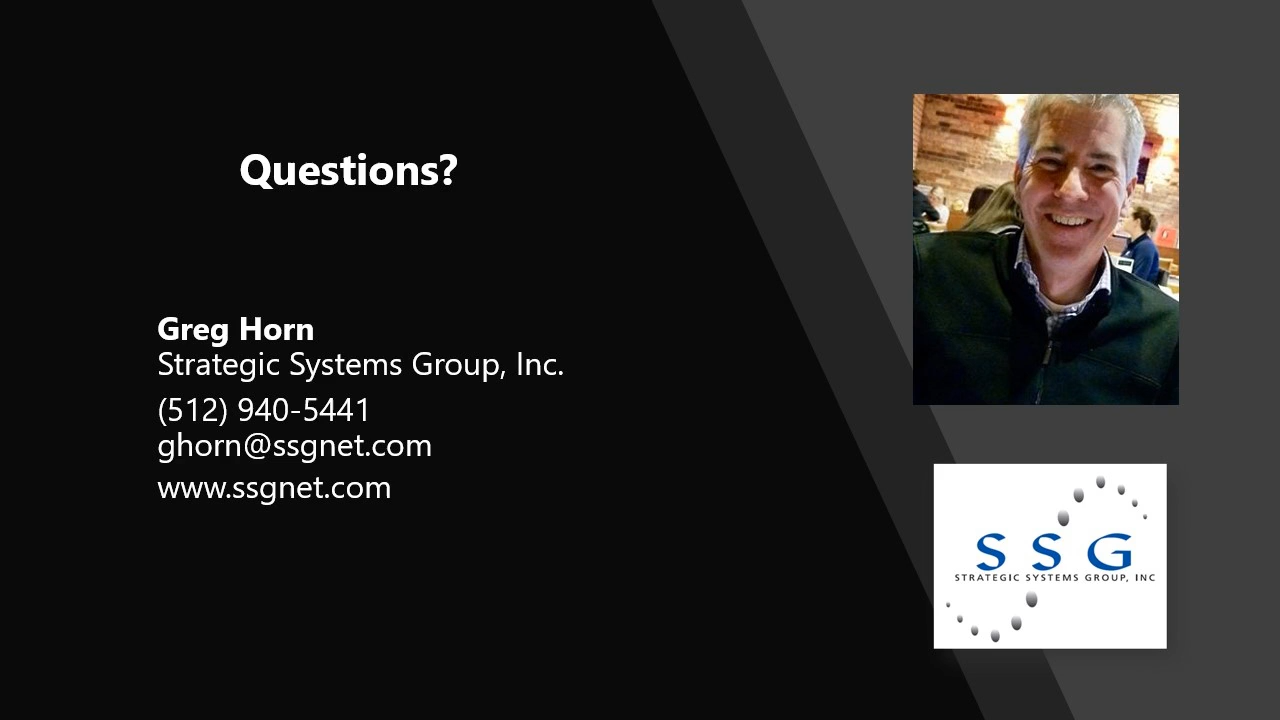 Questions?
Greg Horn
Strategic Systems Group, Inc.
(512) 940-5441
ghorn@ssgnet.com
www.ssgnet.com
SSG
STRATEGIC SYSTEMS GROUP, INC